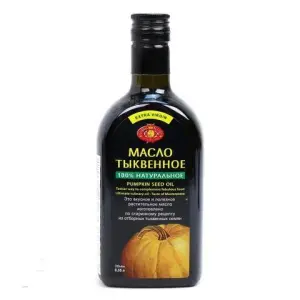 EXTRA VIRGIN
МАСЛО
ТЫКВЕННОЕ
100% НАТУРАЛЬНОЕ
PUMPKIN SEED OIL
Это вкусное и полезное
растительное масло
изготовлено
по старинному рецепту
из отборных тыквенных семян